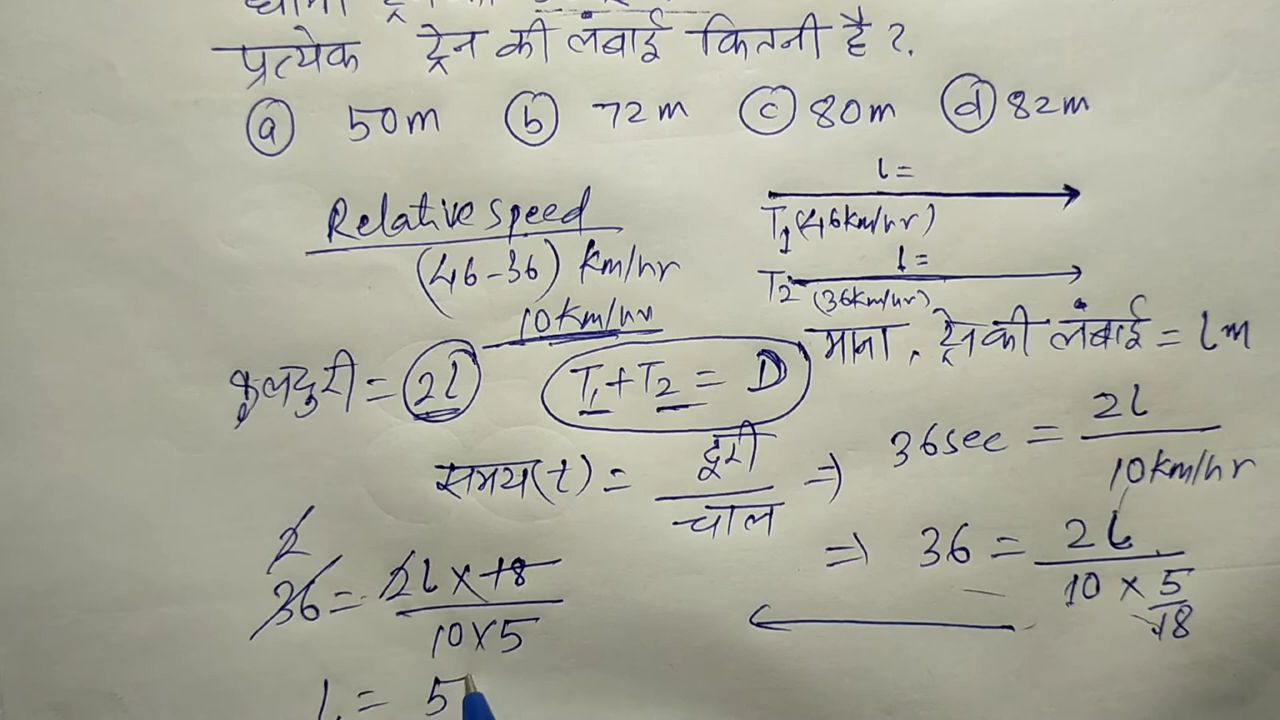 प्रत्येक ट्रेन की लंबाई कितनी है ?.
(a) 50m (b) 72m (c) 80m (d) 82m
Relative speed
(46-36) km/hr
10km/hr
l =
T1 (46km/hr)
l =
T2 (36km/hr)
माना, ट्रेन की लंबाई = l m
कुलदुरी = 2l
T1 + T2 = D
समय(t) = दूरी / चाल
=> 36sec = 2l / 10km/hr
=> 36 = 2l / 10 × 5/18
2
36 = 2l × 18 / 10×5
l = 5